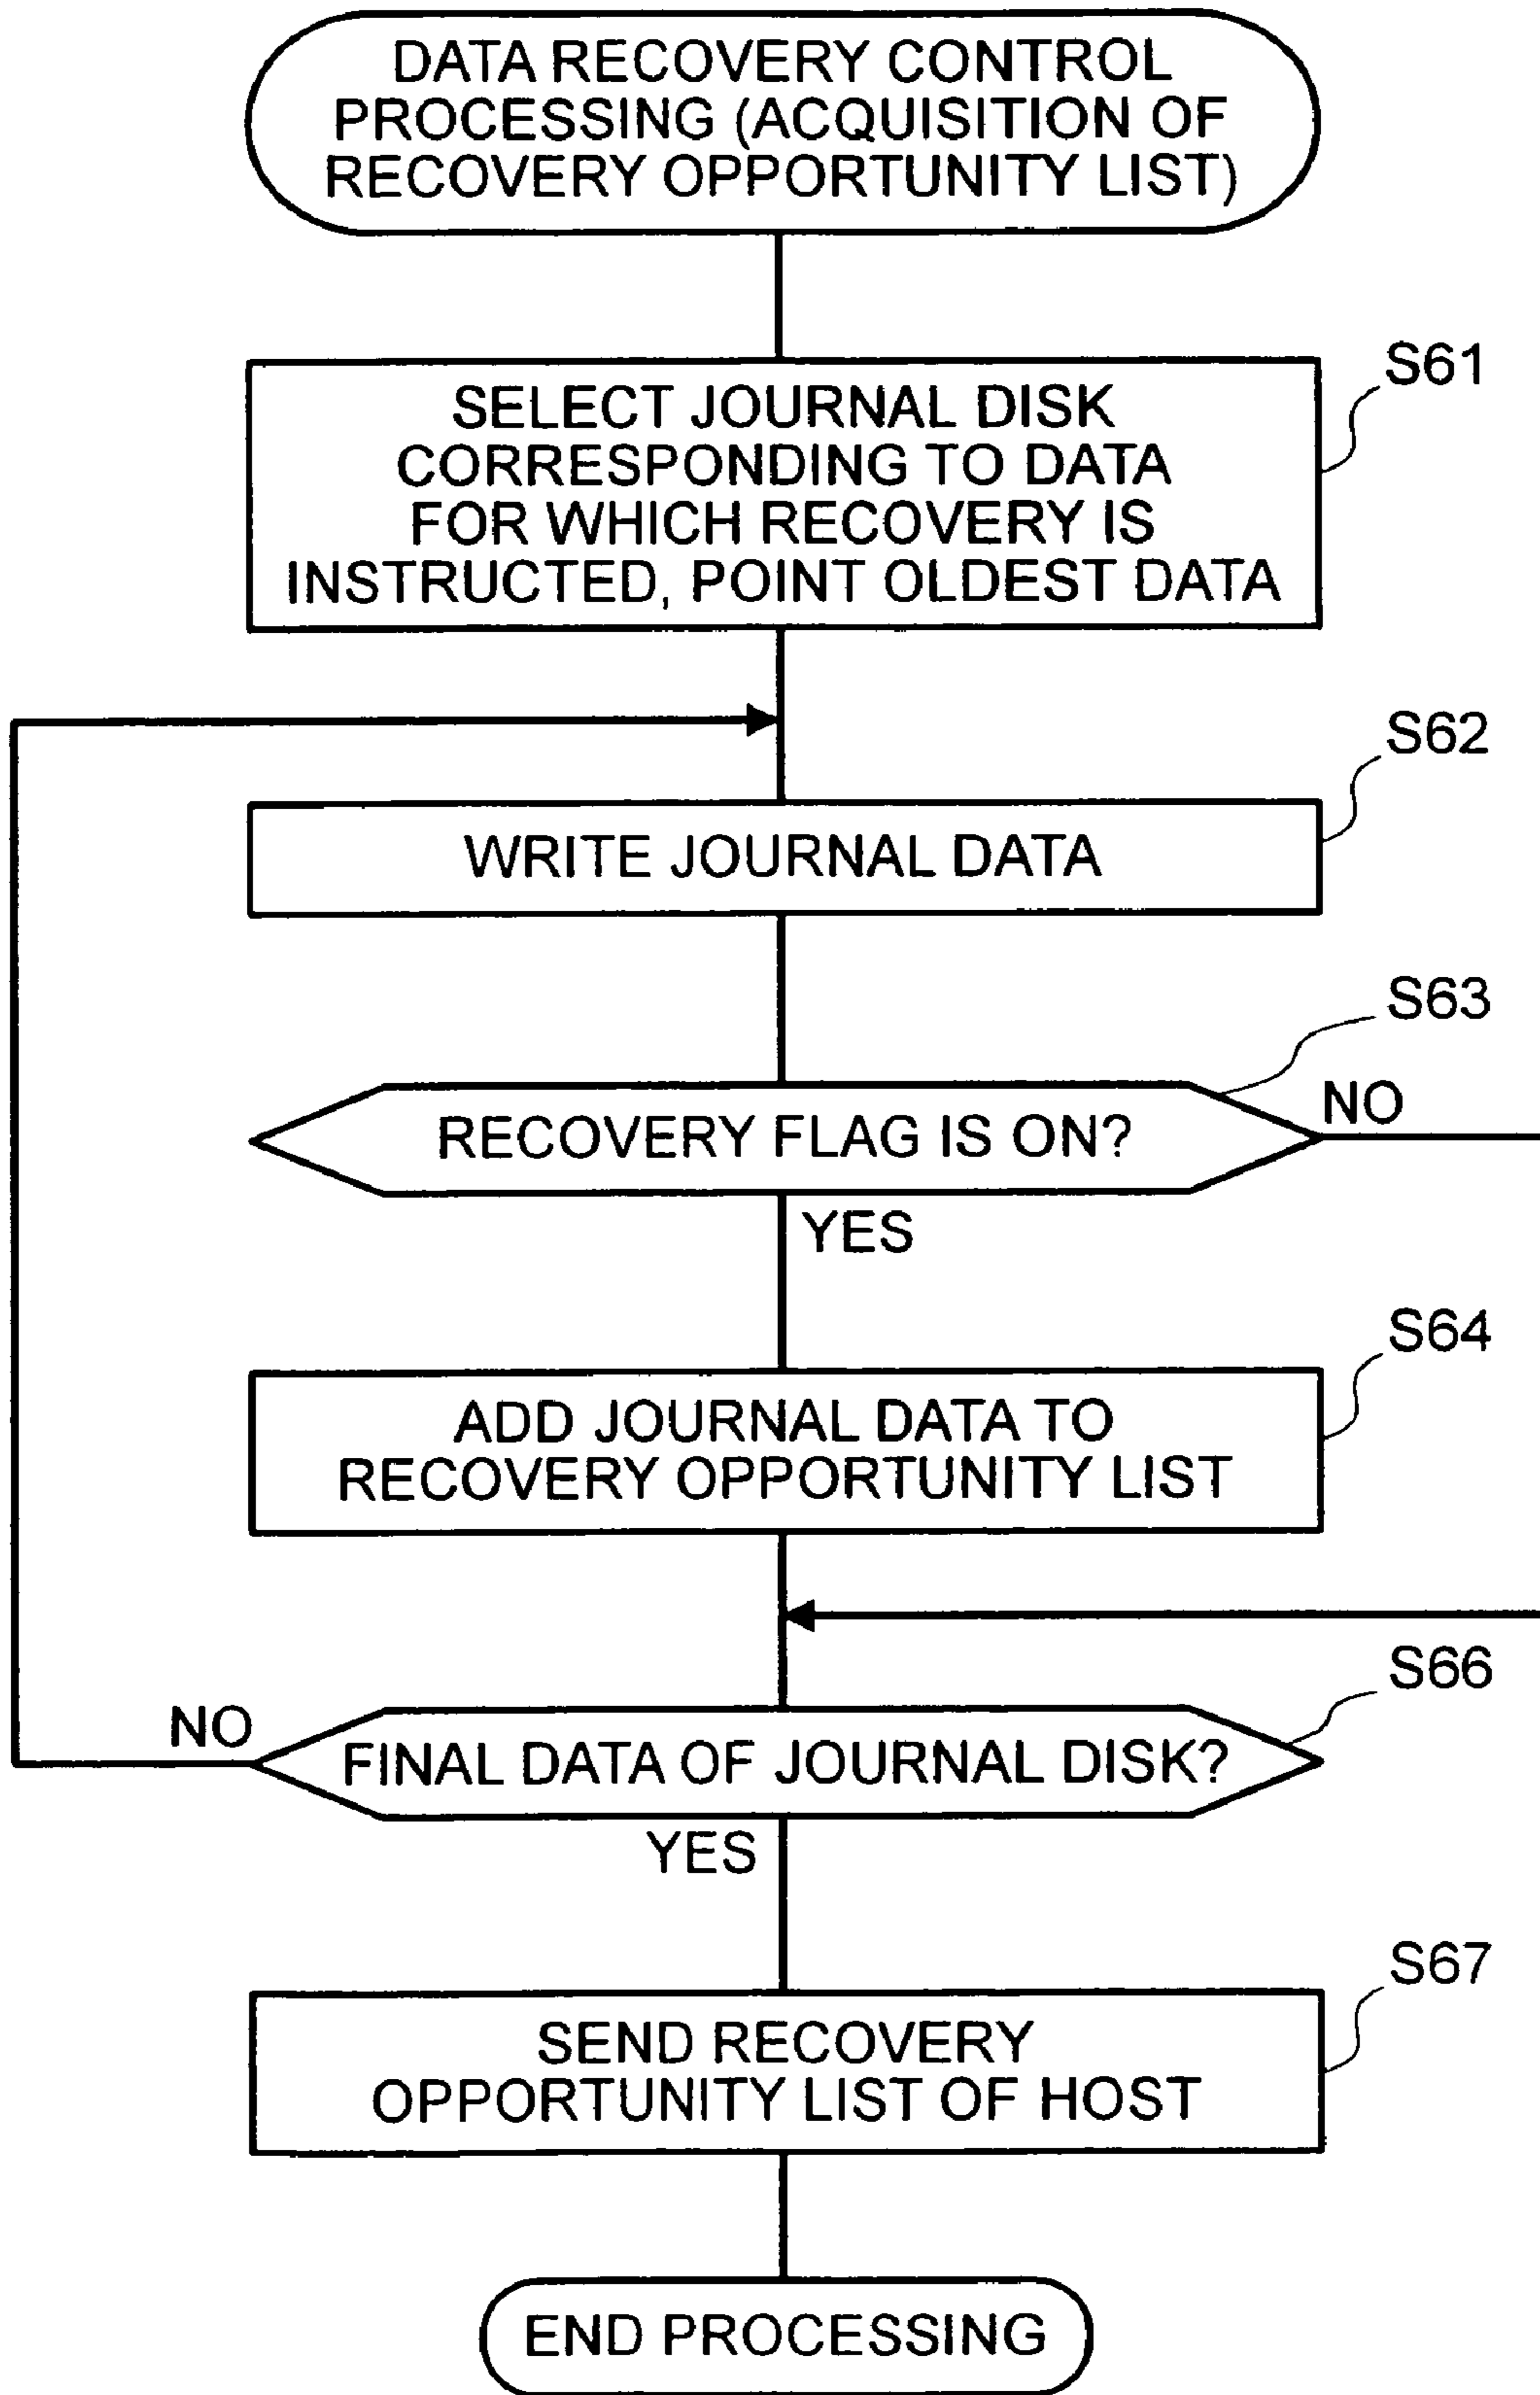 DATA RECOVERY CONTROL
PROCESSING (ACQUISITION OF
RECOVERY OPPORTUNITY LIST)
S61
SELECT JOURNAL DISK
CORRESPONDING TO DATA
FOR WHICH RECOVERY IS
INSTRUCTED, POINT OLDEST DATA
S62
WRITE JOURNAL DATA
S63
RECOVERY FLAG IS ON?
NO
YES
S64
ADD JOURNAL DATA TO
RECOVERY OPPORTUNITY LIST
S66
NO
FINAL DATA OF JOURNAL DISK?
YES
S67
SEND RECOVERY
OPPORTUNITY LIST OF HOST
END PROCESSING